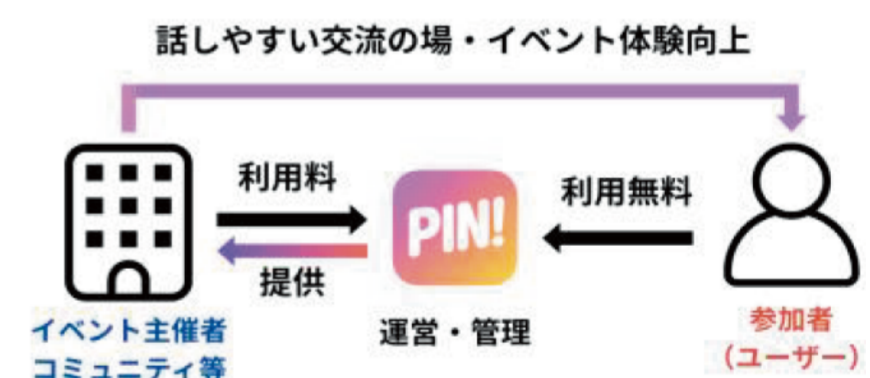 話しやすい交流の場・イベント体験向上
利用料
利用無料
PIN!
提供
運営・管理
イベント主催者
コミュニティ等
参加者
（ユーザー）